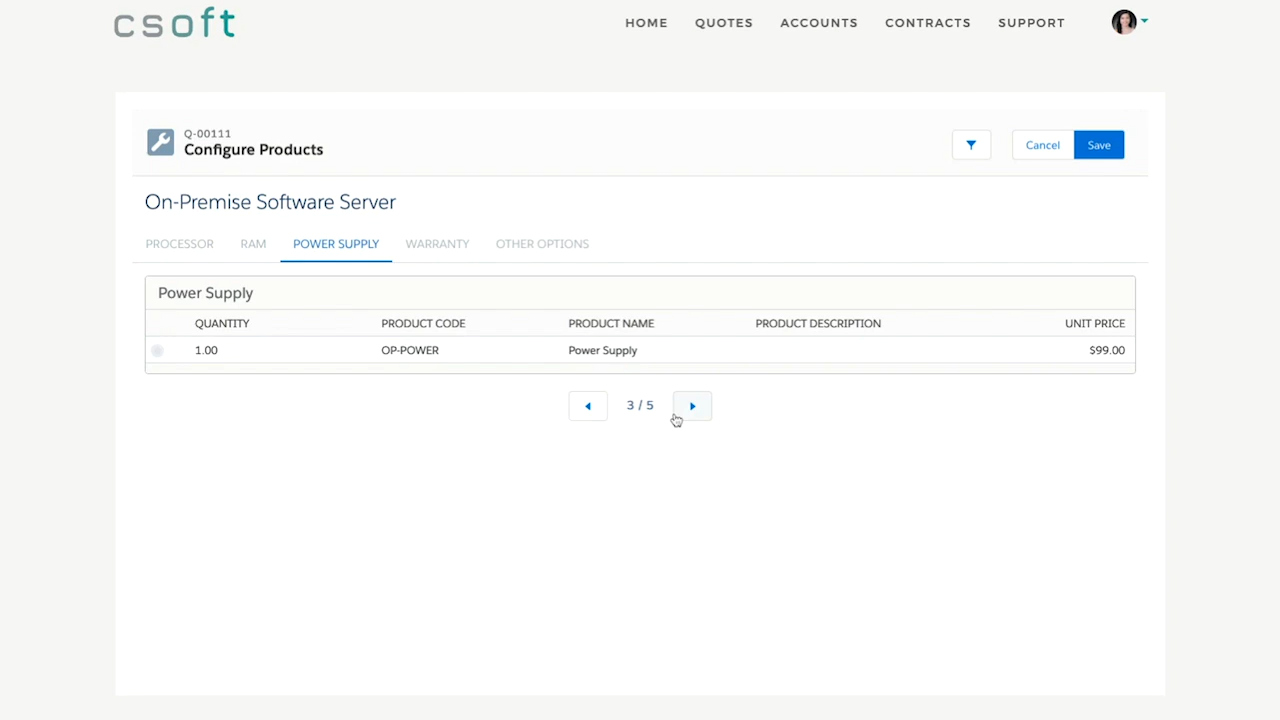 csoft
HOME QUOTES ACCOUNTS CONTRACTS SUPPORT
Q-00111
Configure Products
Cancel Save
On-Premise Software Server
PROCESSOR RAM POWER SUPPLY WARRANTY OTHER OPTIONS
Power Supply
QUANTITY PRODUCT CODE PRODUCT NAME PRODUCT DESCRIPTION UNIT PRICE
1.00 OP-POWER Power Supply $99.00
3 / 5